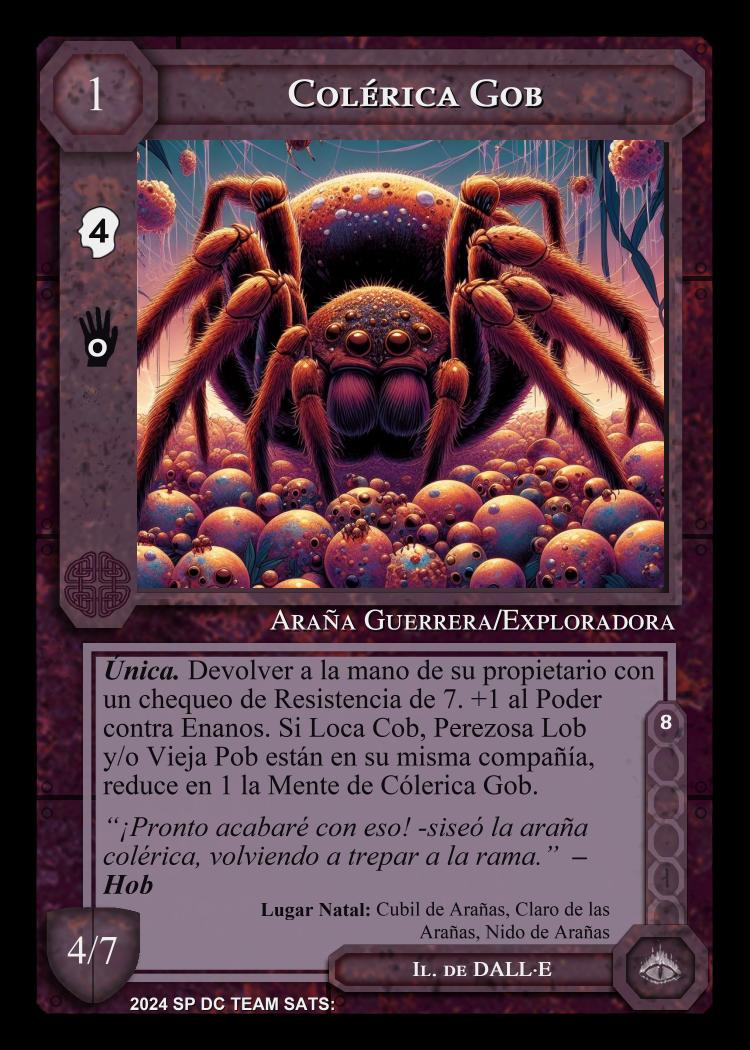 1
Colérica Gob
4
0
Araña Guerrera/Exploradora
Única. Devolver a la mano de su propietario con
un chequeo de Resistencia de 7. +1 al Poder
contra Enanos. Si Loca Cob, Perezosa Lob
y/o Vieja Pob están en su misma compañía,
reduce en 1 la Mente de Cólerica Gob.
8
“¡Pronto acabaré con eso! -siseó la araña
colérica, volviendo a trepar a la rama.” –
Hob
Lugar Natal: Cubil de Arañas, Claro de las
Arañas, Nido de Arañas
4/7
Il. de DALL·E
2024 SP DC TEAM SATS: